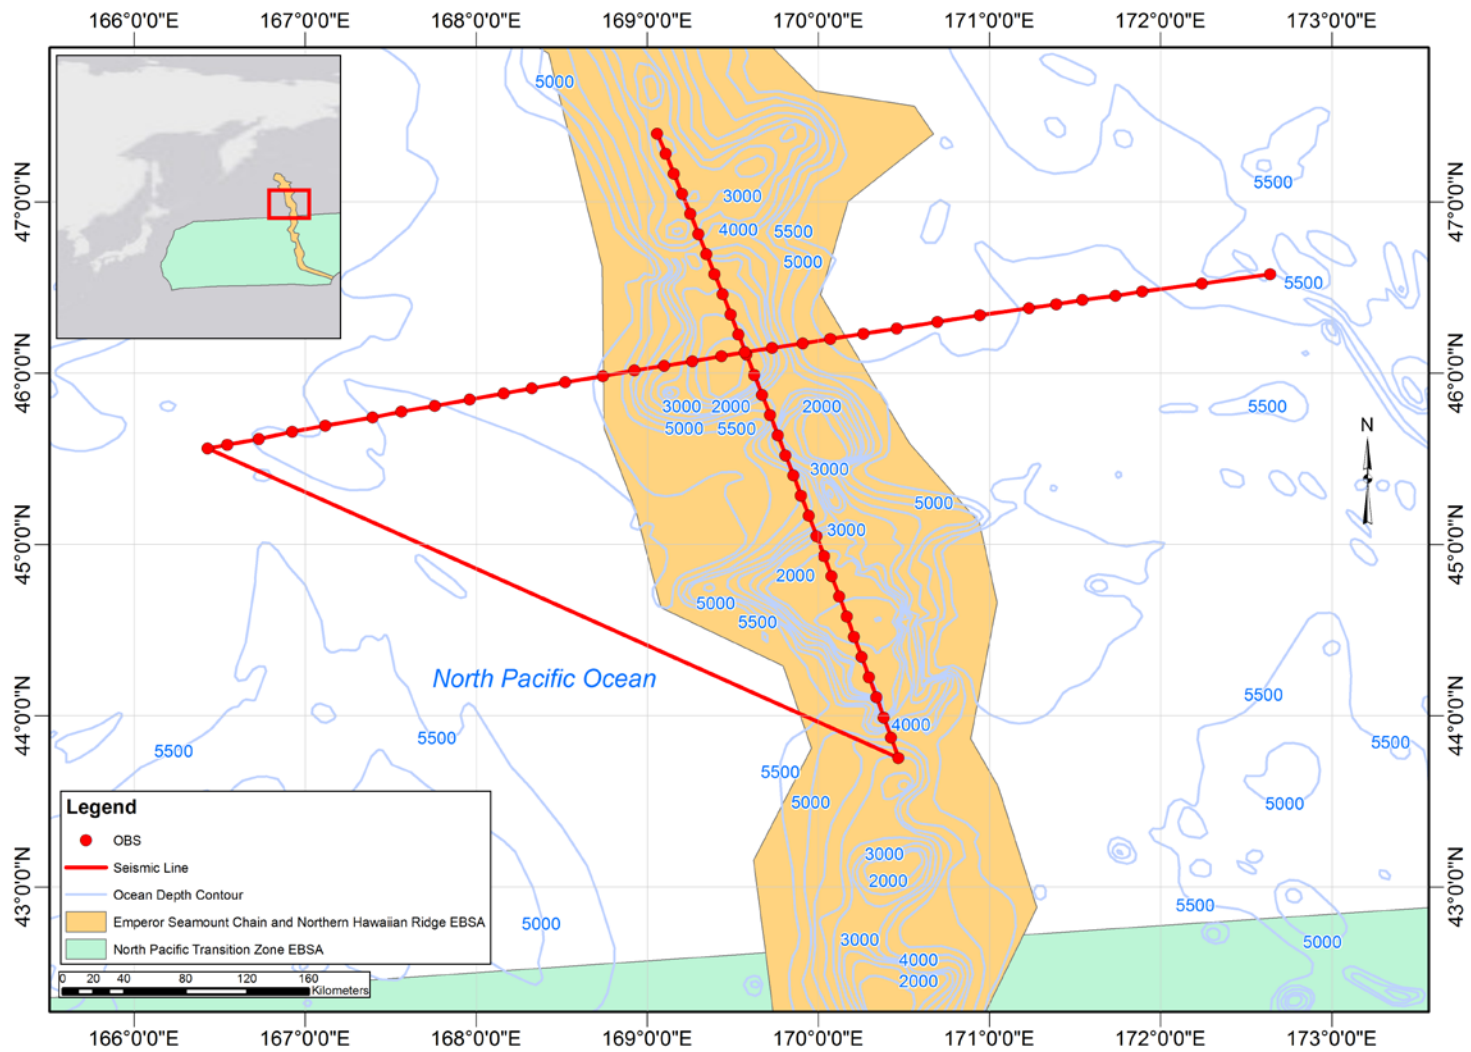 166°0'0"E 167°0'0"E 168°0'0"E 169°0'0"E 170°0'0"E 171°0'0"E 172°0'0"E 173°0'0"E
5000
5500
47°0'0"N
47°0'0"N
3000
4000
5500
5000
5500
46°0'0"N
46°0'0"N
3000
2000
2000
5000
5500
5500
N
3000
5000
3000
45°0'0"N
45°0'0"N
2000
5000
5500
North Pacific Ocean
5500
44°0'0"N
44°0'0"N
4000
5500
5500
5500
5500
5000
5000
Legend
OBS
Seismic Line
Ocean Depth Contour
Emperor Seamount Chain and Northern Hawaiian Ridge EBSA
North Pacific Transition Zone EBSA
0 20 40 80 120 160
Kilometers
3000
2000
43°0'0"N
43°0'0"N
5500
5000
3000
5000
4000
2000
166°0'0"E 167°0'0"E 168°0'0"E 169°0'0"E 170°0'0"E 171°0'0"E 172°0'0"E 173°0'0"E